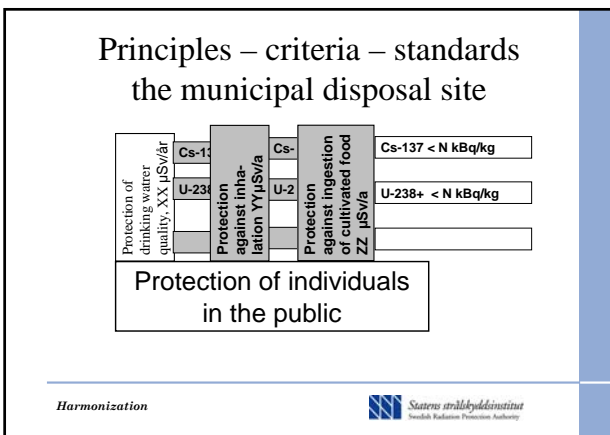 Principles – criteria – standards
the municipal disposal site
Protection of
drinking watrer
quality, XX µSv/år
Cs-13
U-238
Protection
against inha-
lation YYµSv/a
Cs-
U-2
Protection
against ingestion
of cultivated food
ZZ µSv/a
Cs-137 < N kBq/kg
U-238+ < N kBq/kg
Protection of individuals
in the public
Harmonization
Statens strålskyddsinstitut
Swedish Radiation Protection Authority